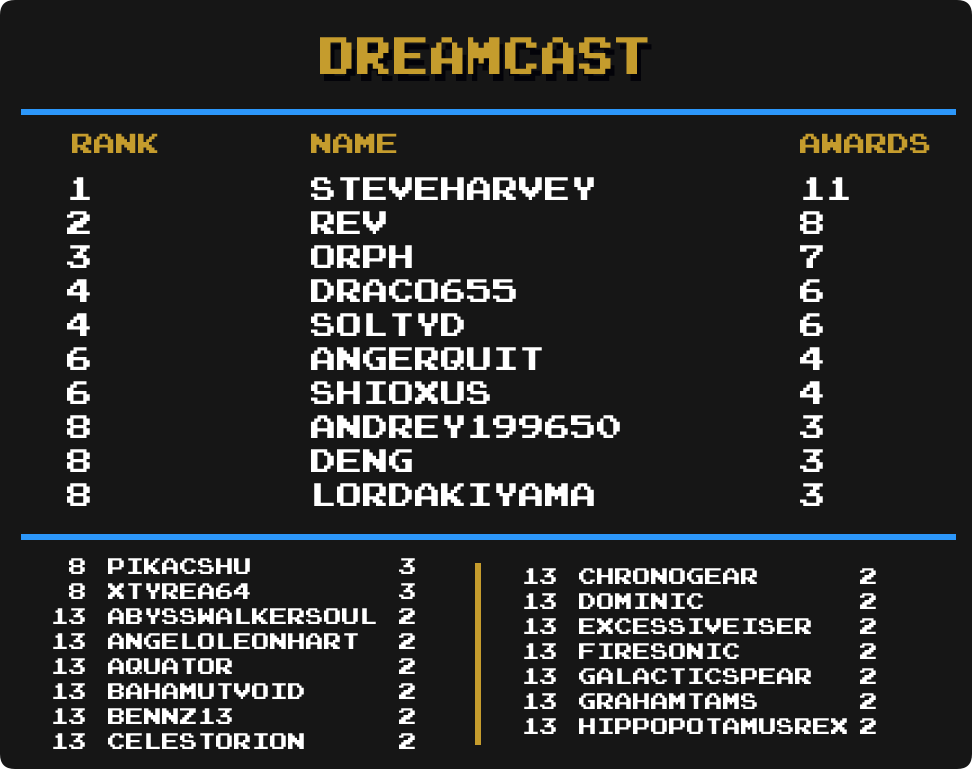 DREAMCAST
RANK NAME AWARDS
1 STEVEHARVEY 11
2 REV 8
3 ORPH 7
4 DRACO655 6
4 SOLTYD 6
6 ANGERQUIT 4
6 SHIOXUS 4
8 ANDREY199650 3
8 DENG 3
8 LORDAKIYAMA 3
8 PIKACSHU 3
8 XTYREA64 3
13 ABYSSWALKERSOUL 2
13 ANGELOLEONHART 2
13 AQUATOR 2
13 BAHAMUTVOID 2
13 BENNZ13 2
13 CELESTORION 2
13 CHRONOGEAR 2
13 DOMINIC 2
13 EXCESSIVEISER 2
13 FIRESONIC 2
13 GALACTICSPEAR 2
13 GRAHAMTAMS 2
13 HIPPOPOTAMUSREX 2